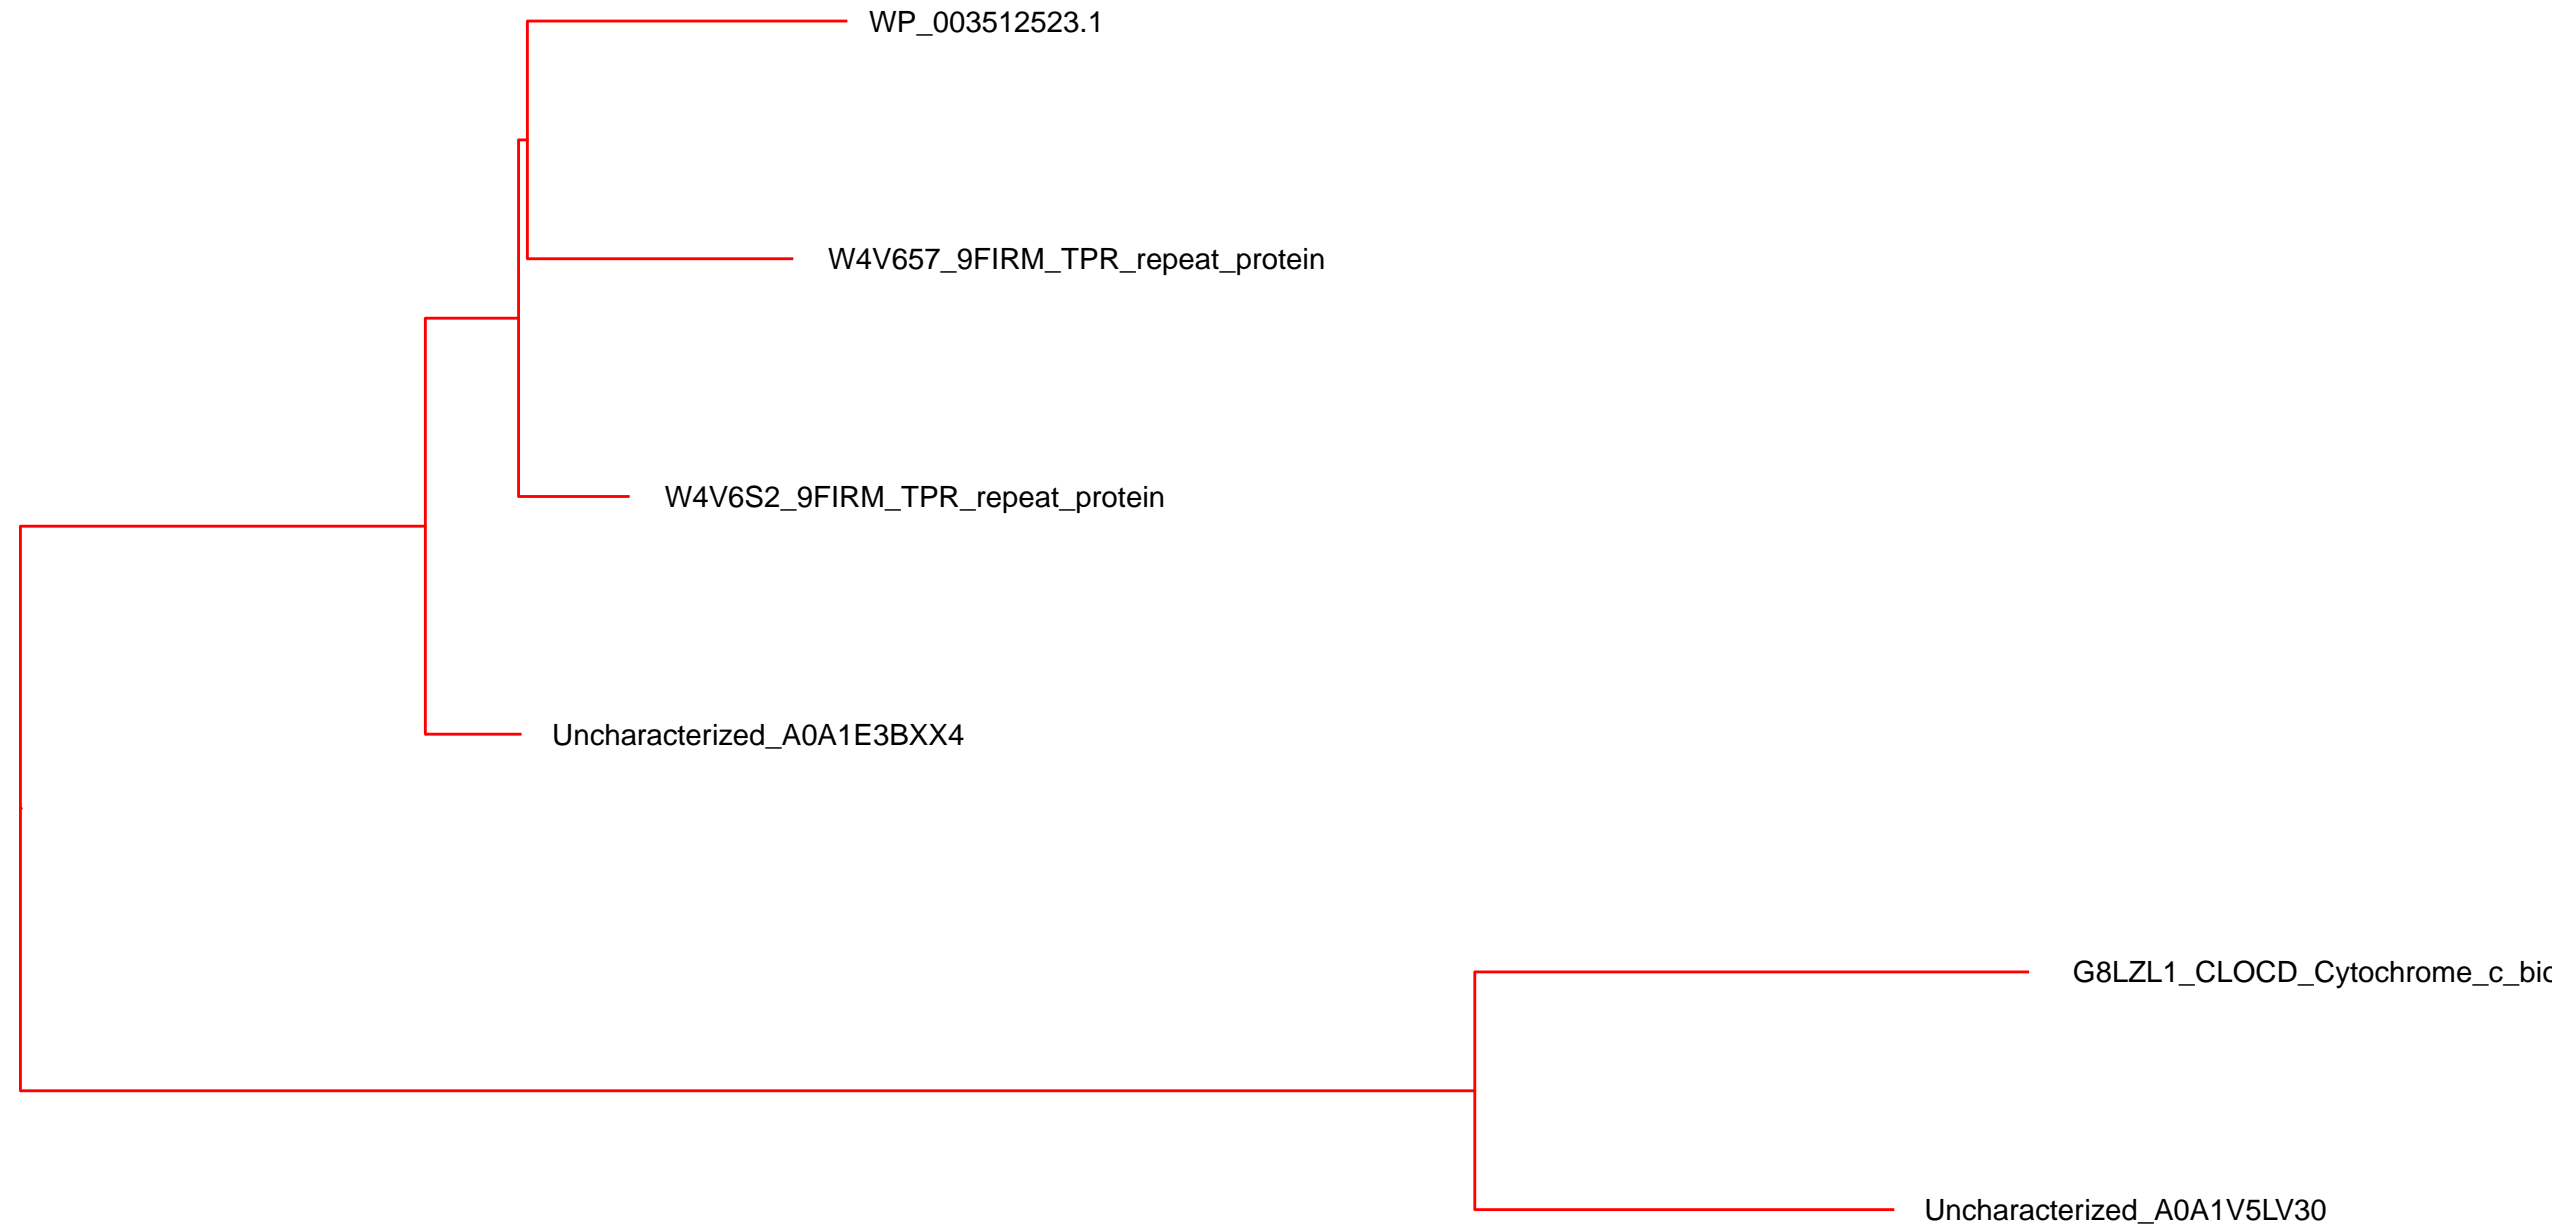 WP_003512523.1
W4V657_9FIRM_TPR_repeat_protein
W4V6S2_9FIRM_TPR_repeat_protein
Uncharacterized_A0A1E3BXX4
G8LZL1_CLOCD_Cytochrome_c_bio
Uncharacterized_A0A1V5LV30